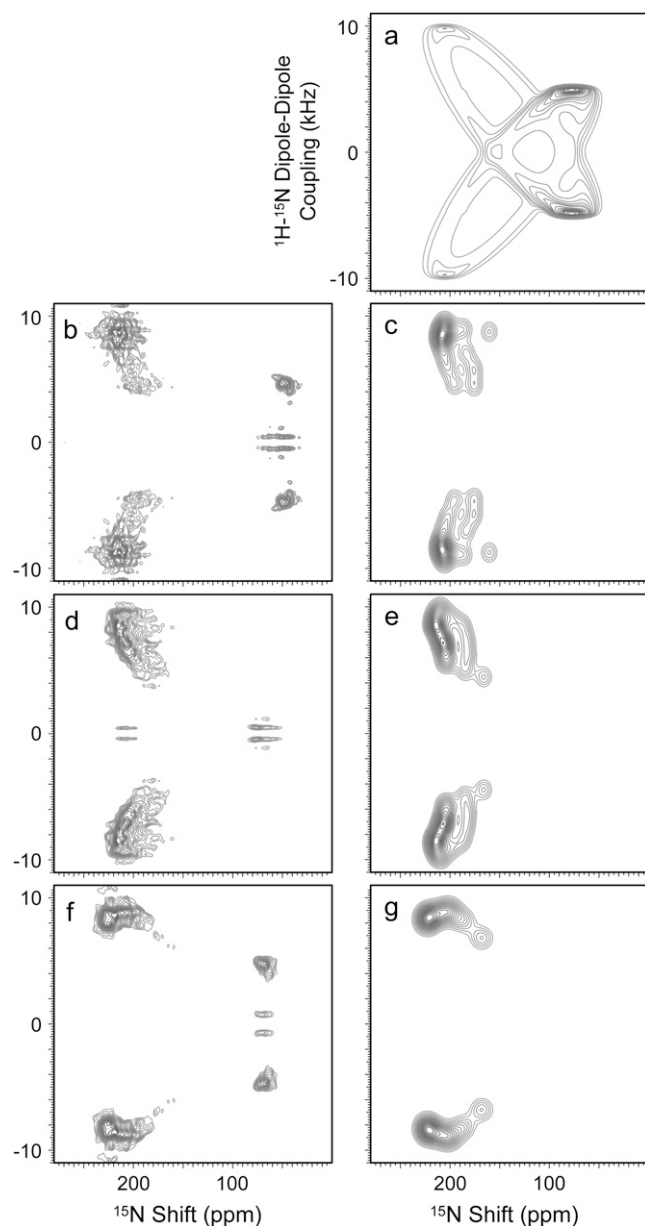 a
10
0
-10
¹H-¹⁵N Dipole-Dipole
Coupling (kHz)
b
10
0
-10
c
d
10
0
-10
e
f
10
0
-10
g
200
100
200
100
¹⁵N Shift (ppm)
¹⁵N Shift (ppm)